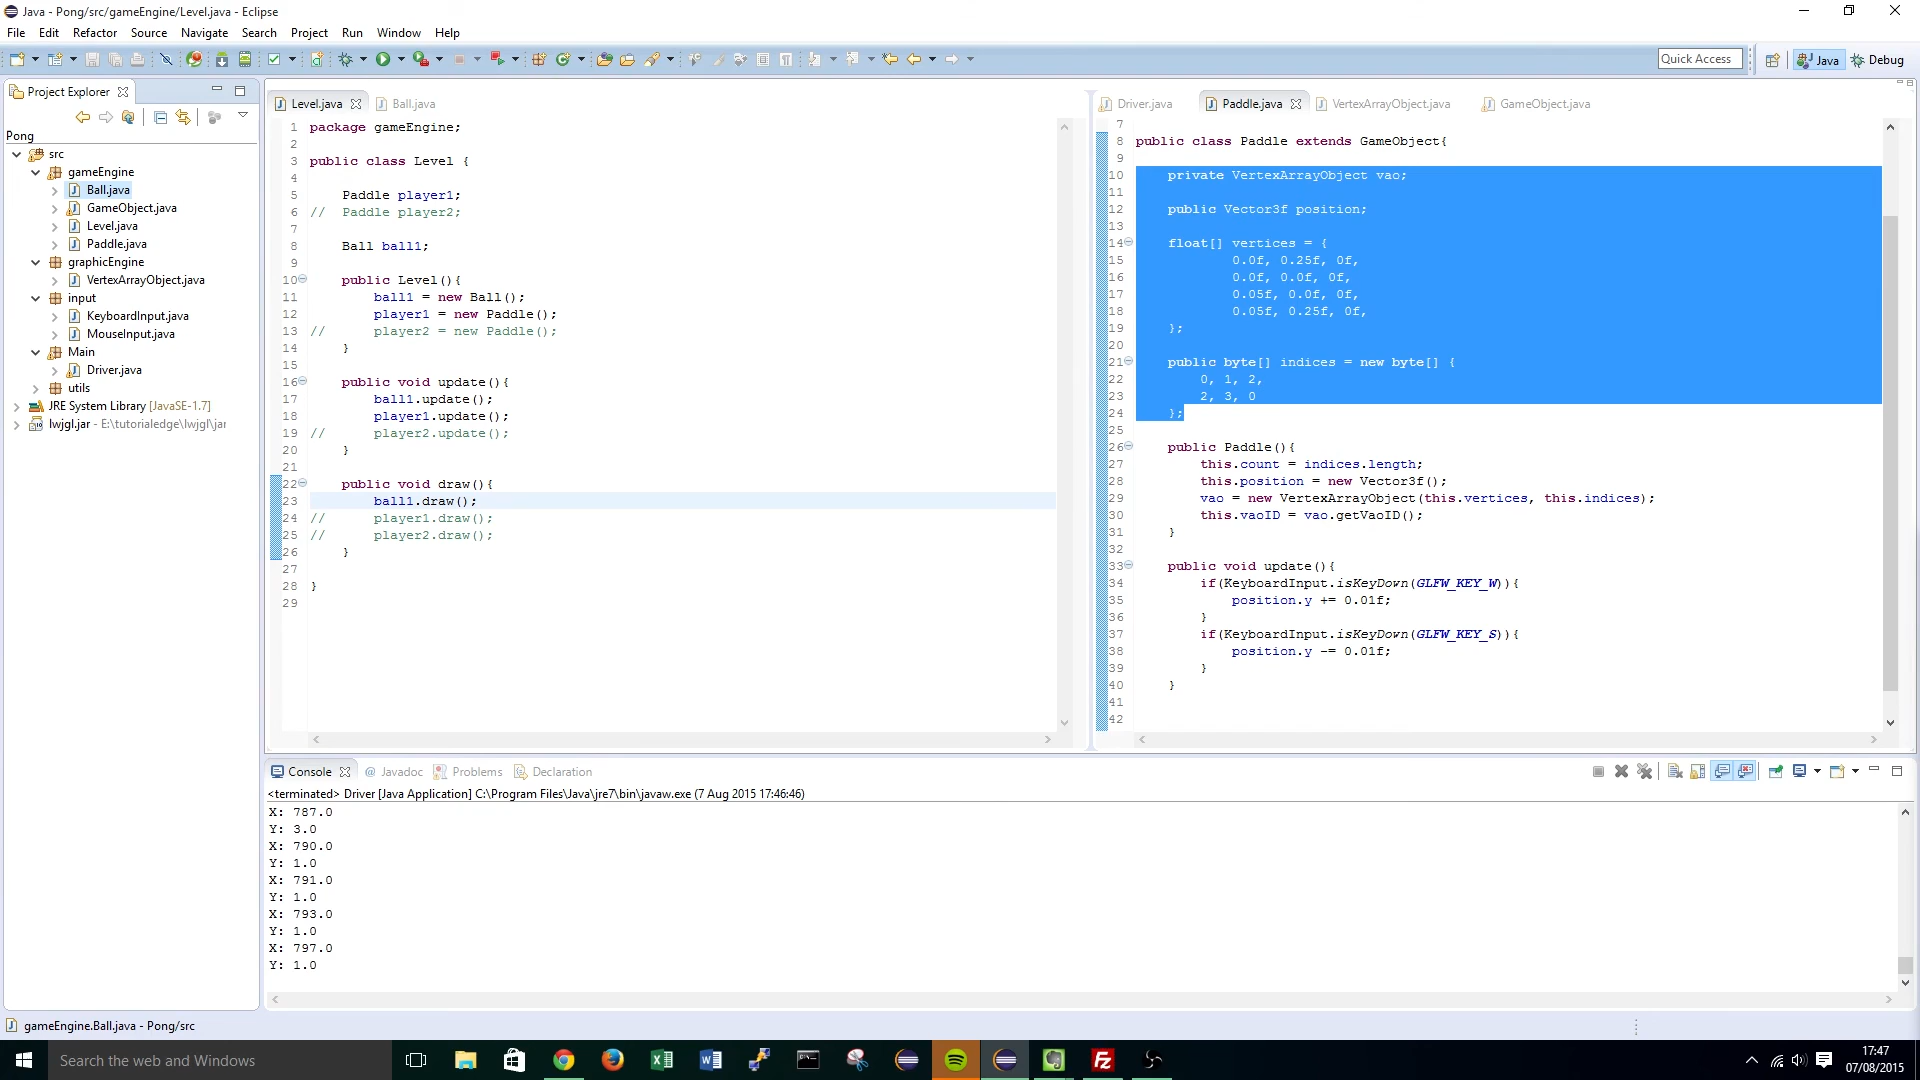 Java - Pong/src/gameEngine/Level.java - Eclipse
File Edit Refactor Source Navigate Search Project Run Window Help
Quick Access
Java
Debug
Project Explorer
Pong
src
gameEngine
Ball.java
GameObject.java
Level.java
Paddle.java
graphicEngine
VertexArrayObject.java
input
KeyboardInput.java
MouseInput.java
Main
Driver.java
utils
JRE System Library [JavaSE-1.7]
lwjgl.jar - E:\tutorialedge\lwjgl\jar
Level.java
Ball.java
1 package gameEngine;
2
3 public class Level {
4
5 Paddle player1;
6 // Paddle player2;
7
8 Ball ball1;
9
10 public Level(){
11 ball1 = new Ball();
12 player1 = new Paddle();
13 // player2 = new Paddle();
14 }
15
16 public void update(){
17 ball1.update();
18 player1.update();
19 // player2.update();
20 }
21
22 public void draw(){
23 ball1.draw();
24 // player1.draw();
25 // player2.draw();
26 }
27
28 }
29
Driver.java
Paddle.java
VertexArrayObject.java
GameObject.java
7
8 public class Paddle extends GameObject{
9
10 private VertexArrayObject vao;
11
12 public Vector3f position;
13
14 float[] vertices = {
15 0.0f, 0.25f, 0f,
16 0.0f, 0.0f, 0f,
17 0.05f, 0.0f, 0f,
18 0.05f, 0.25f, 0f,
19 };
20
21 public byte[] indices = new byte[] {
22 0, 1, 2,
23 2, 3, 0
24 };
25
26 public Paddle(){
27 this.count = indices.length;
28 this.position = new Vector3f();
29 vao = new VertexArrayObject(this.vertices, this.indices);
30 this.vaoID = vao.getVaoID();
31 }
32
33 public void update(){
34 if(KeyboardInput.isKeyDown(GLFW_KEY_W)){
35 position.y += 0.01f;
36 }
37 if(KeyboardInput.isKeyDown(GLFW_KEY_S)){
38 position.y -= 0.01f;
39 }
40 }
41
42
Console
@ Javadoc
Problems
Declaration
<terminated> Driver [Java Application] C:\Program Files\Java\jre7\bin\javaw.exe (7 Aug 2015 17:46:46)
X: 787.0
Y: 3.0
X: 790.0
Y: 1.0
X: 791.0
Y: 1.0
X: 793.0
Y: 1.0
X: 797.0
Y: 1.0
gameEngine.Ball.java - Pong/src
Search the web and Windows
17:47
07/08/2015